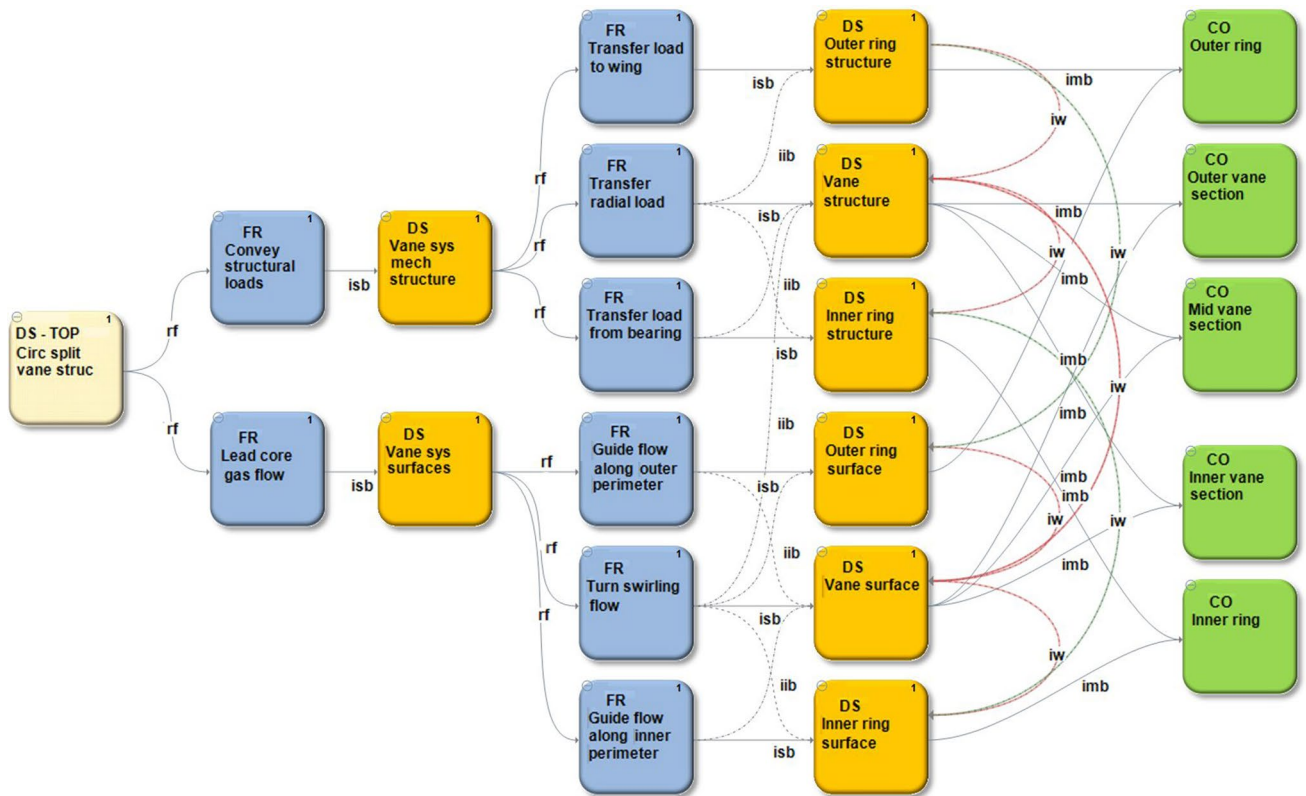 DS - TOP 1
Circ split
vane struc
rf
rf
FR 1
Convey
structural
loads
FR 1
Lead core
gas flow
isb
isb
DS 1
Vane sys
mech
structure
DS 1
Vane sys
surfaces
rf
rf
rf
rf
rf
rf
FR 1
Transfer load
to wing
FR 1
Transfer
radial load
FR 1
Transfer load
from bearing
FR 1
Guide flow
along outer
perimeter
FR 1
Turn swirling
flow
FR 1
Guide flow
along inner
perimeter
isb
iib
isb
iib
isb
iib
isb
iib
isb
iib
isb
DS 1
Outer ring
structure
DS 1
Vane
structure
DS 1
Inner ring
structure
DS 1
Outer ring
surface
DS 1
Vane surface
DS 1
Inner ring
surface
imb
iw
imb
iw
iw
imb
imb
iw
imb
imb
imb
iw
iw
imb
iw
imb
CO 1
Outer ring
CO 1
Outer vane
section
CO 1
Mid vane
section
CO 1
Inner vane
section
CO 1
Inner ring